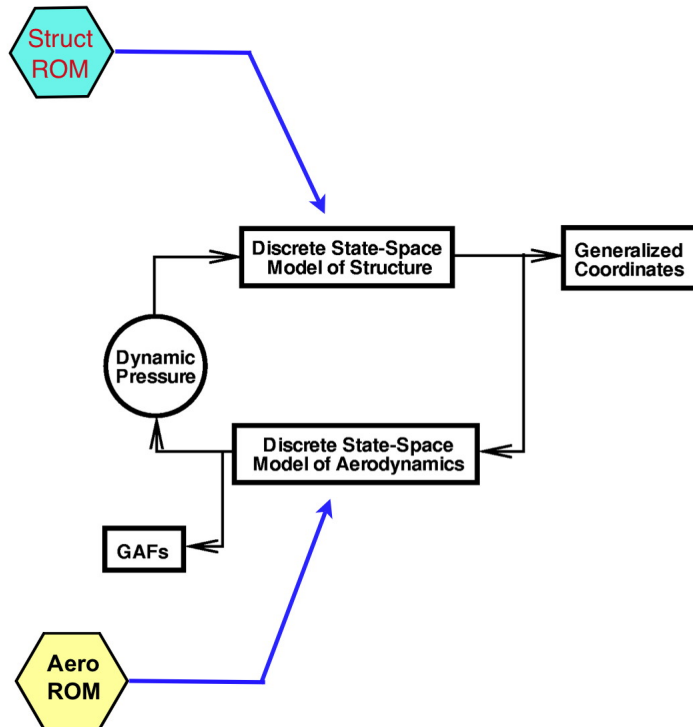 Struct
ROM
Discrete State-Space
Model of Structure
Generalized
Coordinates
Dynamic
Pressure
Discrete State-Space
Model of Aerodynamics
GAFs
Aero
ROM